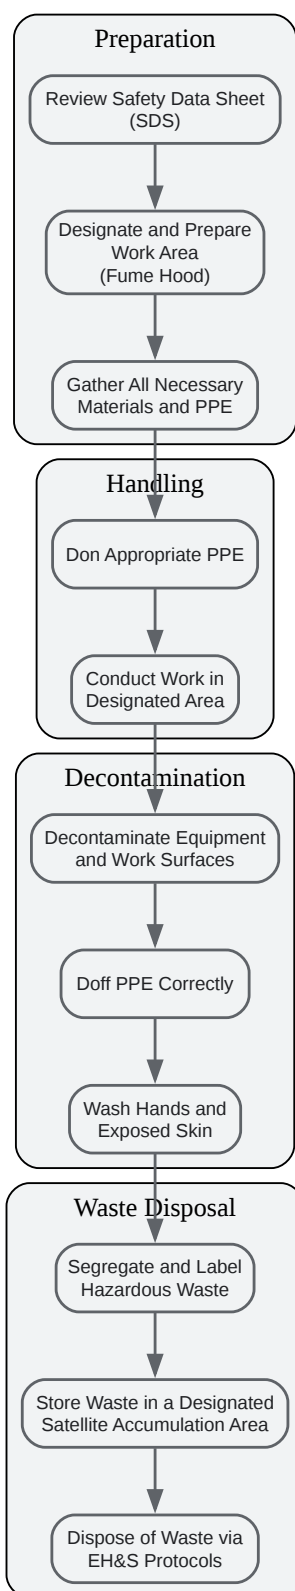 Preparation
Review Safety Data Sheet
(SDS)
Designate and Prepare
Work Area
(Fume Hood)
Gather All Necessary
Materials and PPE
Handling
Don Appropriate PPE
Conduct Work in
Designated Area
Decontamination
Decontaminate Equipment
and Work Surfaces
Doff PPE Correctly
Wash Hands and
Exposed Skin
Waste Disposal
Segregate and Label
Hazardous Waste
Store Waste in a Designated
Satellite Accumulation Area
Dispose of Waste via
EH&S Protocols